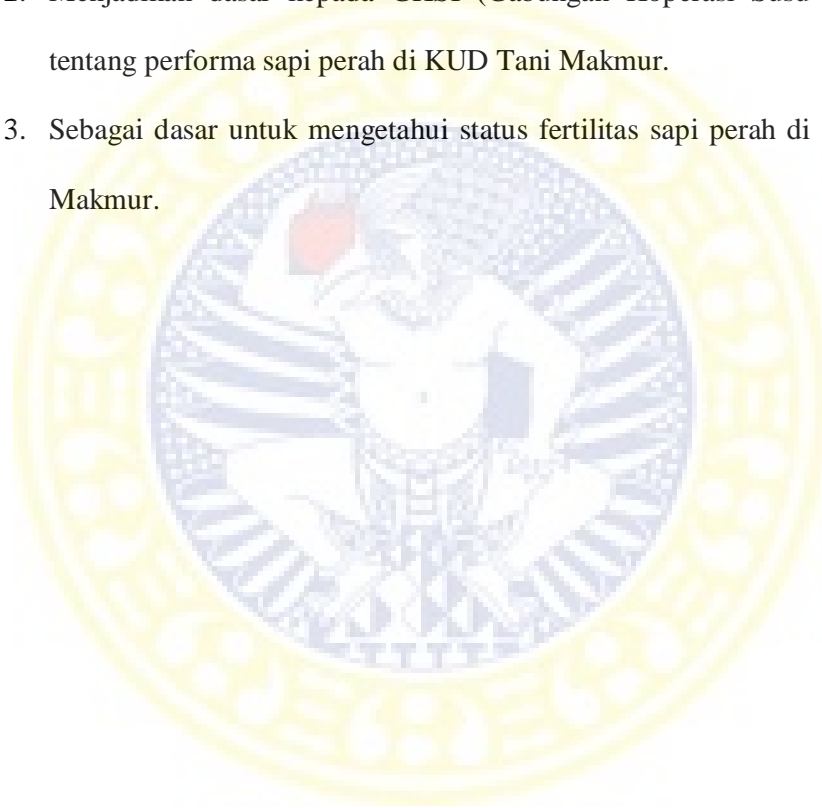 2. Menjadikan dasar kepada GKSI (Gabungan Koperasi Susu
tentang performa sapi perah di KUD Tani Makmur.
3. Sebagai dasar untuk mengetahui status fertilitas sapi perah di
Makmur.